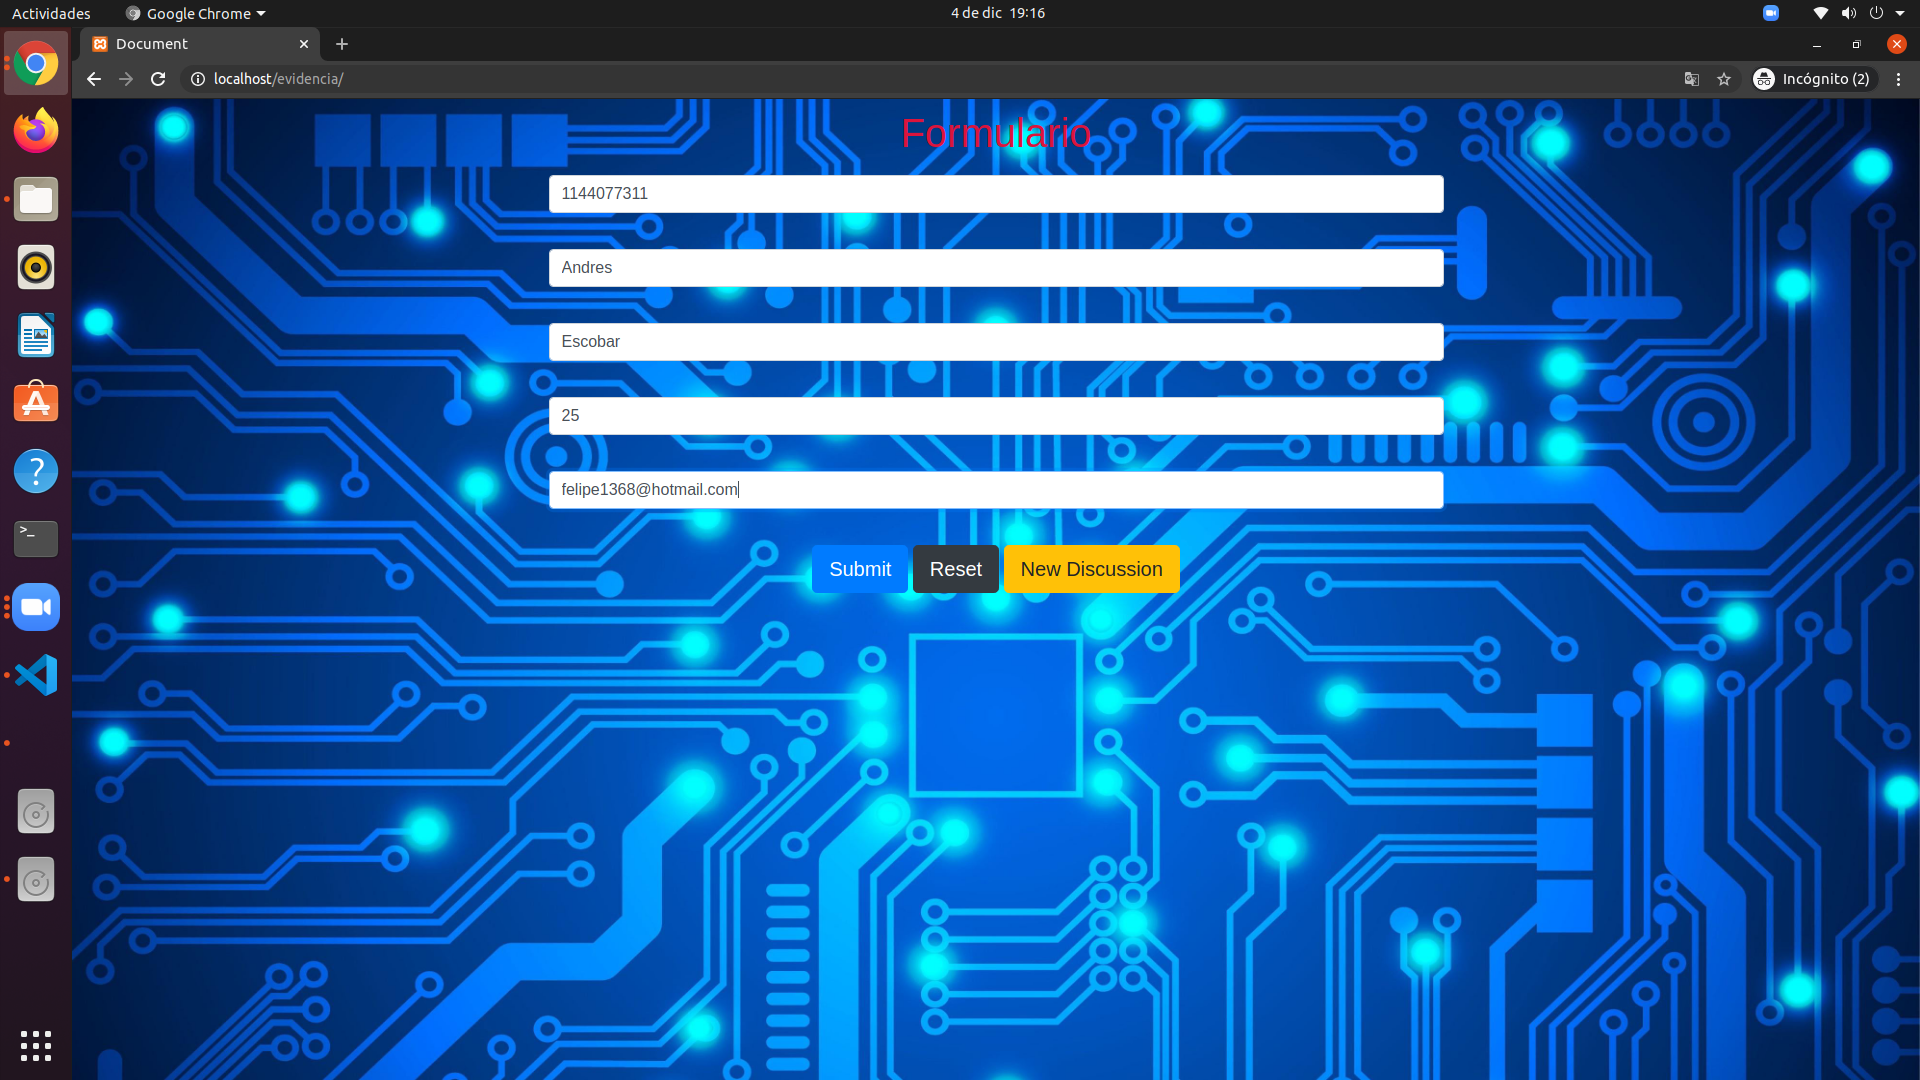 Actividades
Google Chrome
4 de dic 19:16
Document
localhost/evidencia/
Incógnito (2)
Formulario
1144077311
Andres
Escobar
25
felipe1368@hotmail.com
Submit
Reset
New Discussion